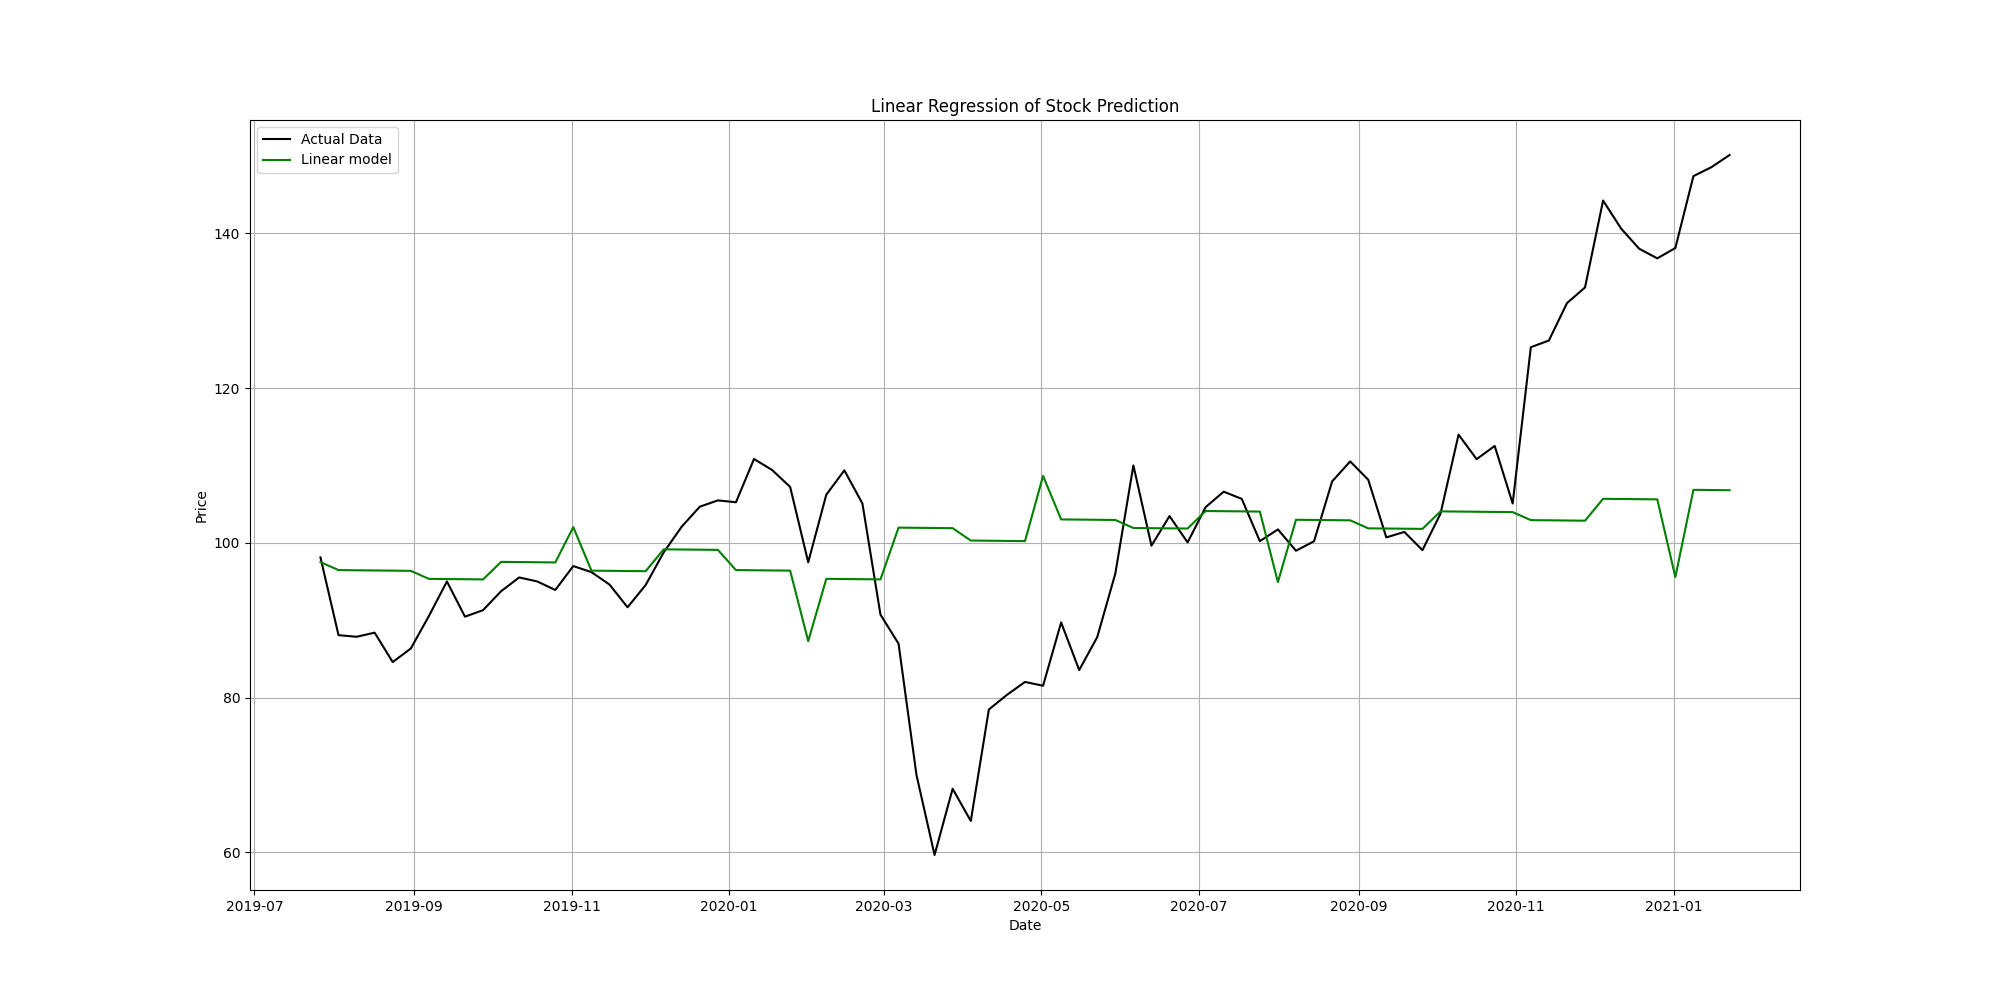 Linear Regression of Stock Prediction
Actual Data
Linear model
Price
140
120
100
80
60
2019-07 2019-09 2019-11 2020-01 2020-03 2020-05 2020-07 2020-09 2020-11 2021-01
Date